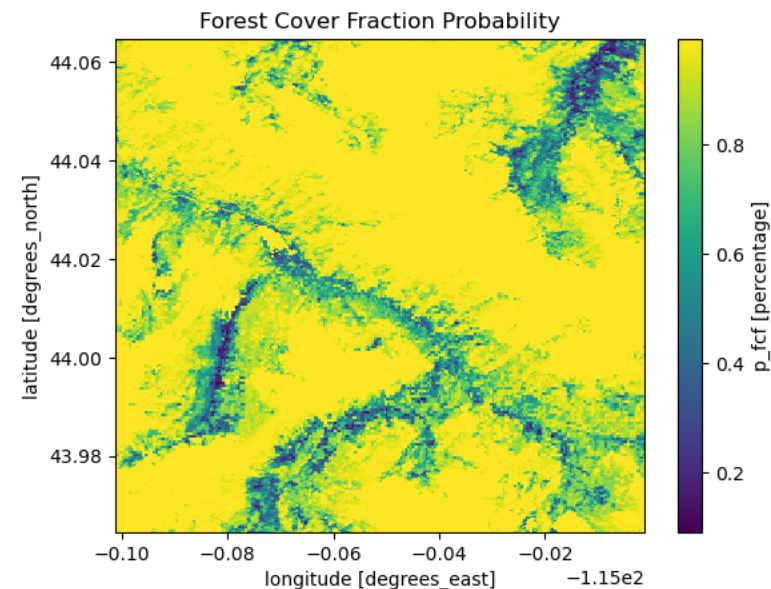 Forest Cover Fraction Probability
44.06
44.04
44.02
44.00
43.98
latitude [degrees_north]
−0.10 −0.08 −0.06 −0.04 −0.02
longitude [degrees_east]
−1.15e2
0.8
0.6
0.4
0.2
p_fcf [percentage]